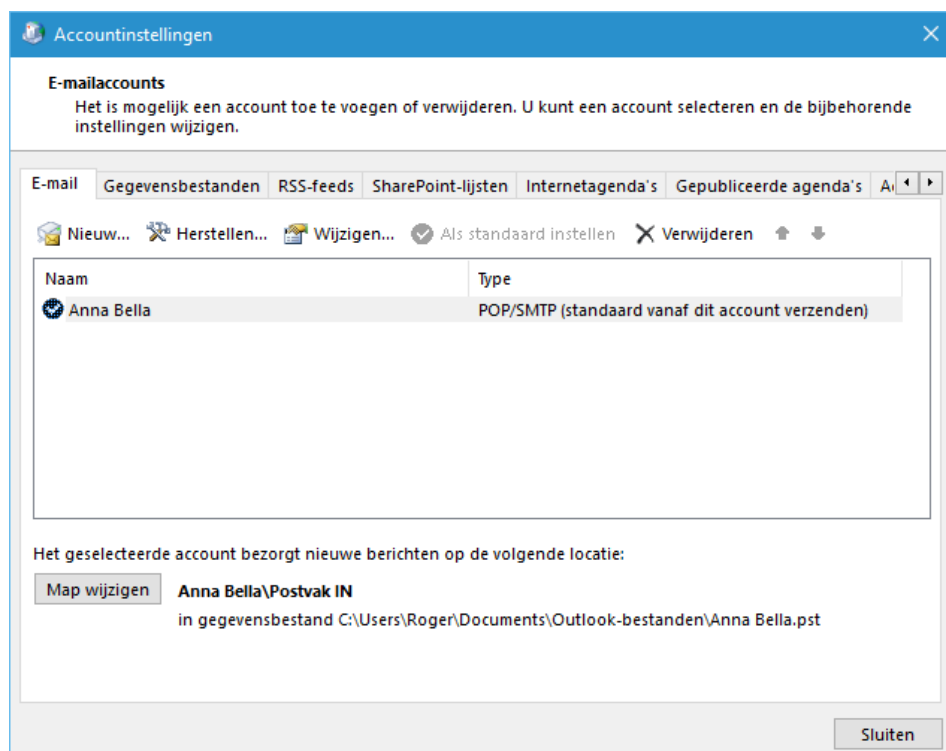 Accountinstellingen
E-mailaccounts
Het is mogelijk een account toe te voegen of verwijderen. U kunt een account selecteren en de bijbehorende
instellingen wijzigen.
E-mail Gegevensbestanden RSS-feeds SharePoint-lijsten Internetagenda's Gepubliceerde agenda's
Nieuw... Herstellen... Wijzigen... Als standaard instellen Verwijderen
Naam Type
Anna Bella POP/SMTP (standaard vanaf dit account verzenden)
Het geselecteerde account bezorgt nieuwe berichten op de volgende locatie:
Map wijzigen Anna Bella\Postvak IN
in gegevensbestand C:\Users\Roger\Documents\Outlook-bestanden\Anna Bella.pst
Sluiten